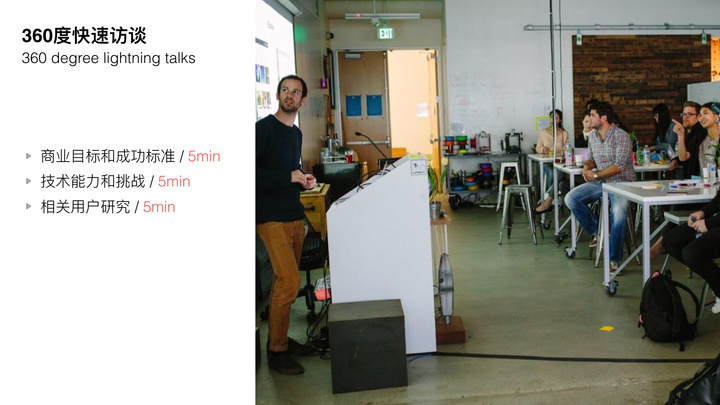 360度快速访谈
360 degree lightning talks
商业目标和成功标准 / 5min
技术能力和挑战 / 5min
相关用户研究 / 5min
EXIT